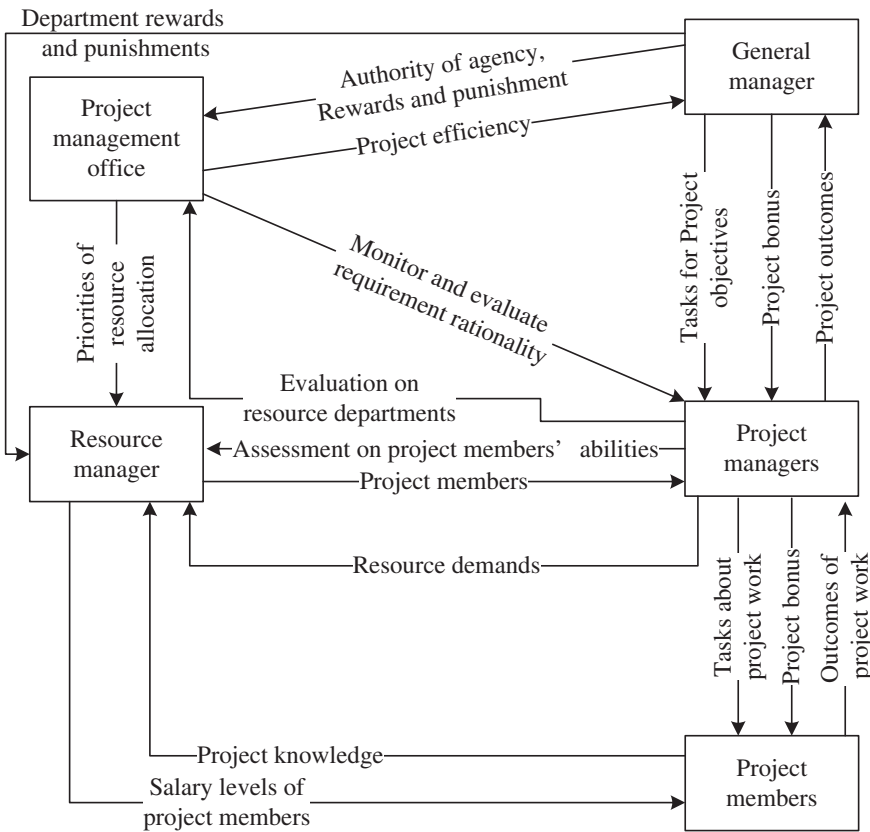 Department rewards
and punishments
General
manager
Authority of agency,
Rewards and punishment
Project
management
office
Project efficiency
Monitor and evaluate
requirement rationality
Tasks for Project
objectives
Project bonus
Project outcomes
Priorities of
resource
allocation
Evaluation on
resource departments
Resource
manager
Assessment on project members’ abilities
Project members
Project
managers
Resource demands
Tasks about
project work
Project bonus
Outcomes of
project work
Project knowledge
Salary levels of
project members
Project
members